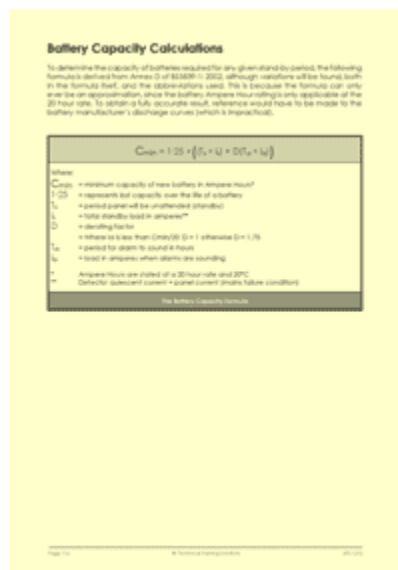 Battery Capacity Calculations
To determine the capacity of batteries required for any given stand-by period, the following
formula is derived from Annex D of BS5839-1: 2002, although variations will be found, both
in the formula itself, and the abbreviations used. This is because the formula can only
ever be an approximation, since the battery Ampere Hour rating is only applicable at the
20 hour rate. To obtain a fully accurate result, reference would have to be made to the
battery manufacturer's discharge curves (which is impractical).
Where:
Cmin = minimum capacity of new battery in Ampere Hours*
1·25 = represents lost capacity over the life of a battery
= period panel will be unattended (standby)
= total standby load in amperes**
D = derating factor
= Where is less than Cmin/20 D = 1 otherwise D = 1.75
= period for alarm to sound in hours
= load in amperes when alarms are sounding
* Ampere Hours are stated at a 20 hour rate and 20°C
** Detector quiescent current + panel current (mains failure condition)
The Battery Capacity Formula